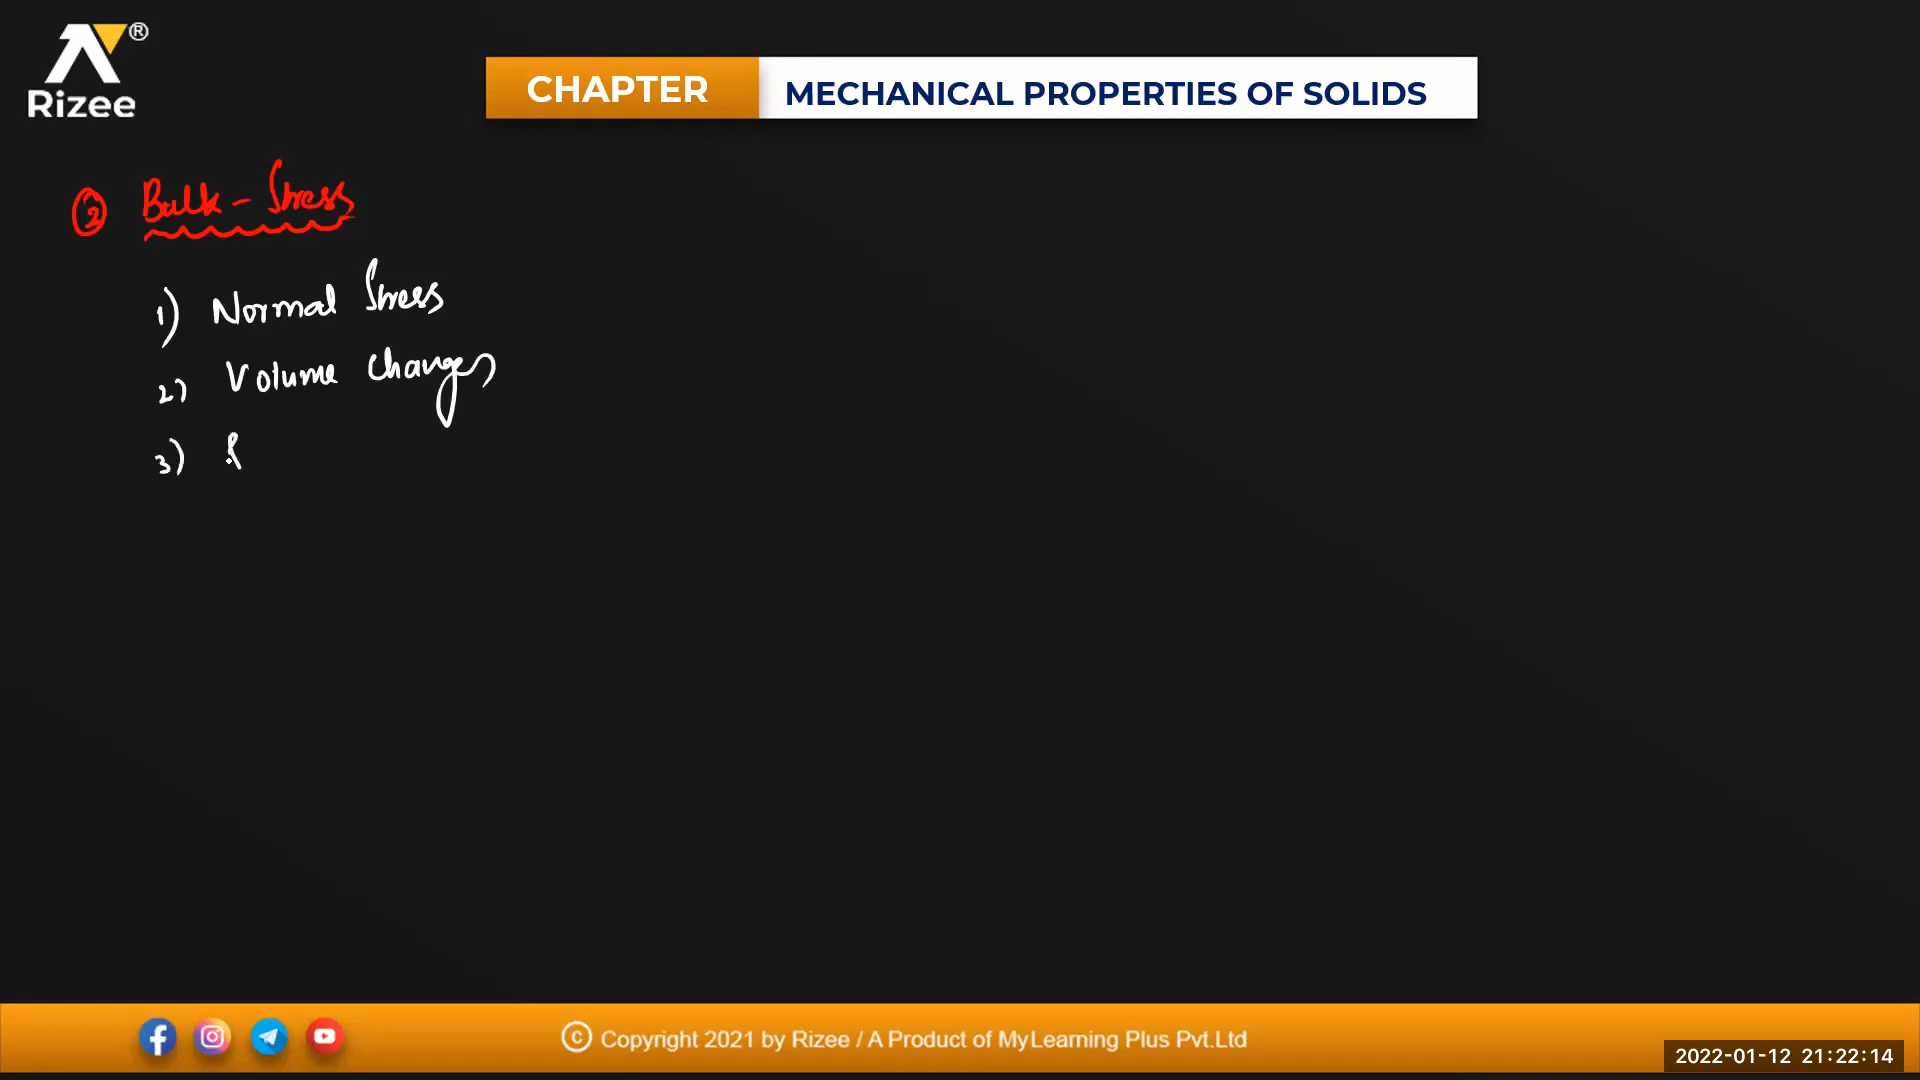 Rizee ®
CHAPTER MECHANICAL PROPERTIES OF SOLIDS
② Bulk - Stress
1) Normal Stress
2) Volume Changes
3)
© Copyright 2021 by Rizee / A Product of MyLearning Plus Pvt.Ltd
2022-01-12 21:22:14